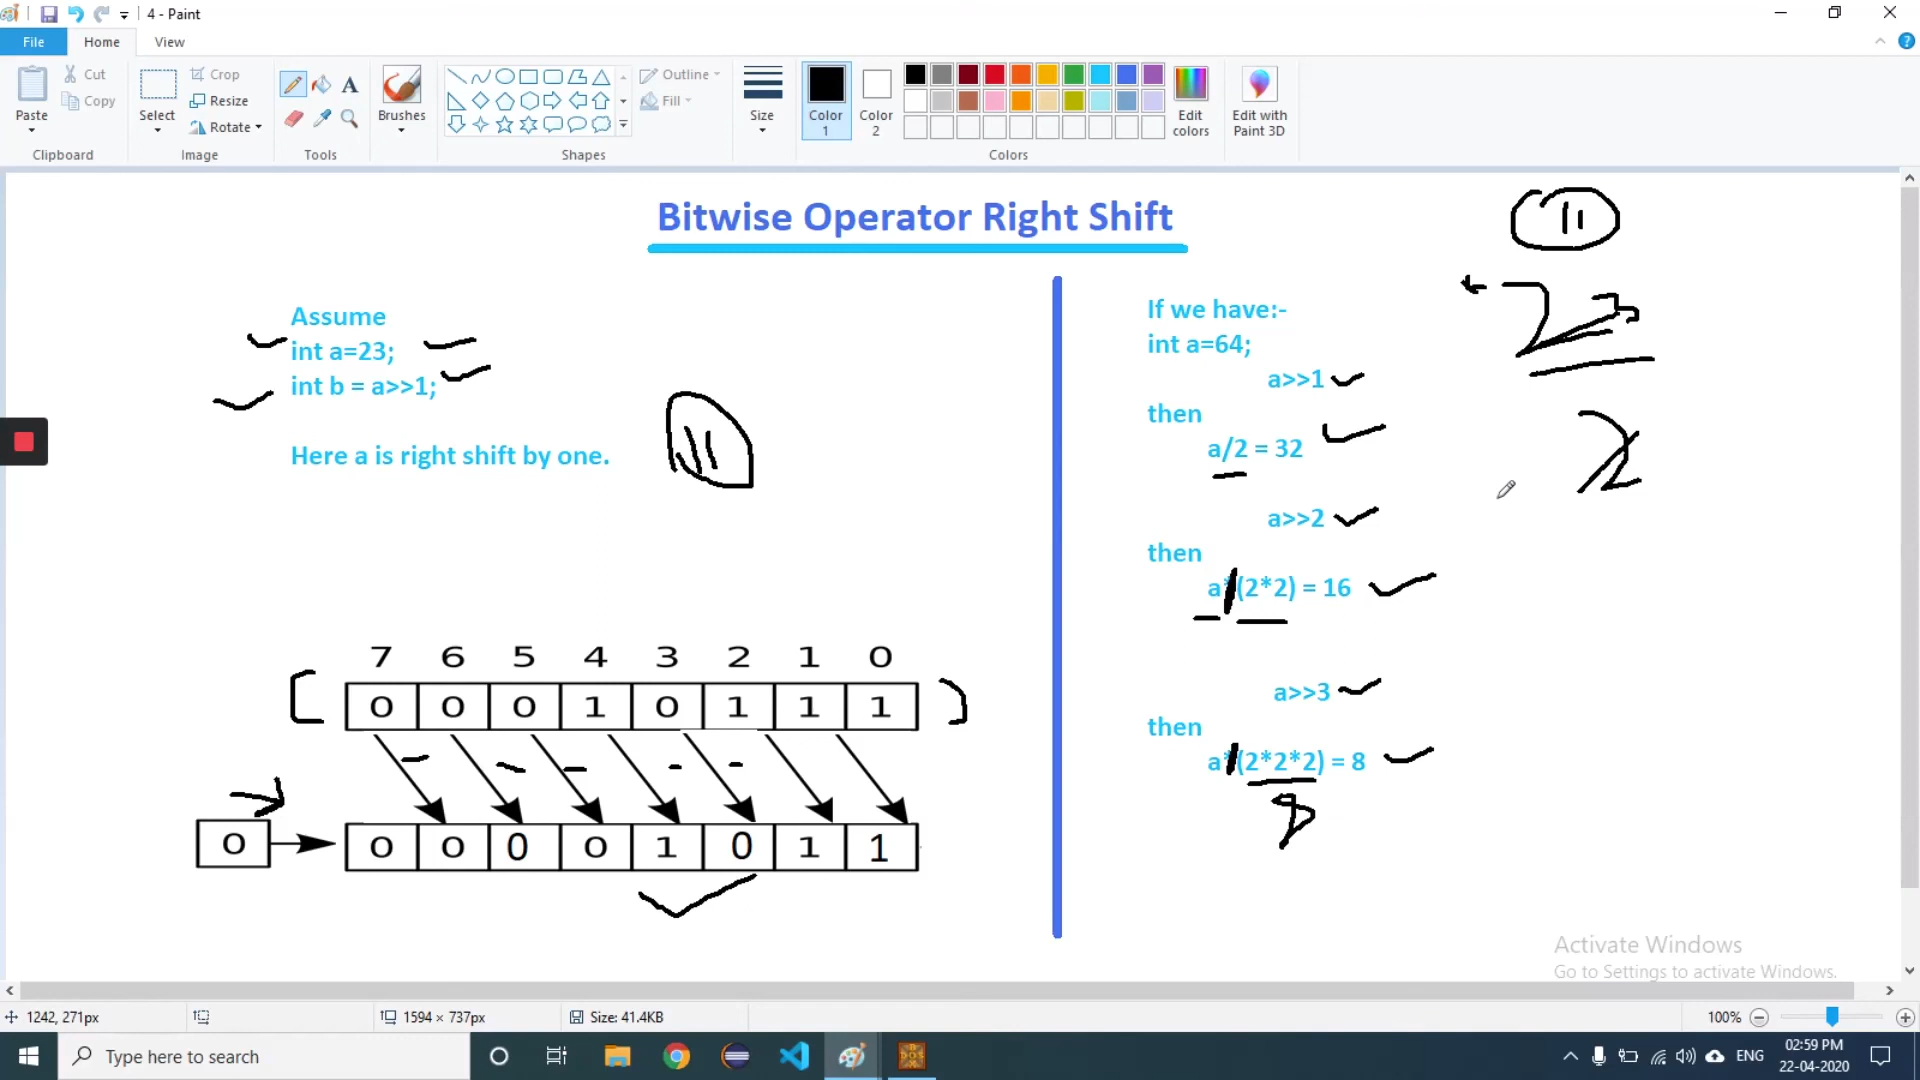 4 - Paint
File Home View
Paste
Cut
Copy
Clipboard
Select
Crop
Resize
Rotate
Image
A
Tools
Brushes
Shapes
Outline
Fill
Size
Color 1
Color 2
Edit colors
Colors
Edit with Paint 3D
Bitwise Operator Right Shift
Assume
int a=23;
int b = a>>1;
Here a is right shift by one.
11
7 6 5 4 3 2 1 0
0 0 0 1 0 1 1 1
0 0 0 0 0 1 0 1 1
If we have:-
int a=64;
a>>1
then
a/2 = 32
a>>2
then
a/(2*2) = 16
a>>3
then
a/(2*2*2) = 8
8
11
23
2
Activate Windows
Go to Settings to activate Windows.
1242, 271px
1594 × 737px
Size: 41.4KB
100%
Type here to search
DOS
ENG
02:59 PM
22-04-2020